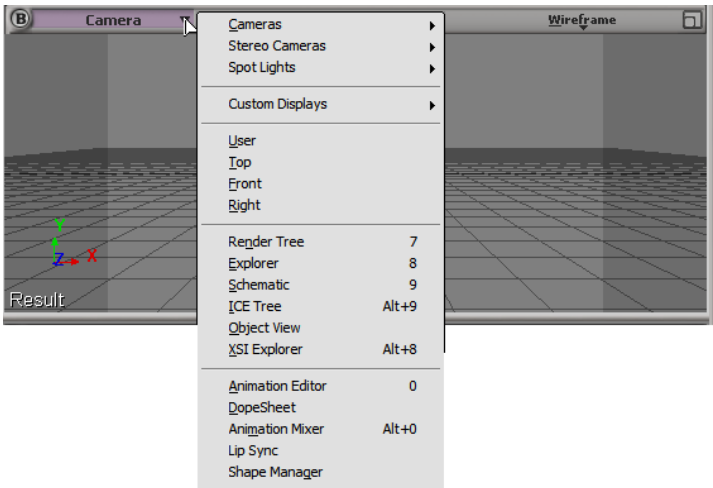 B Camera Wireframe
Cameras
Stereo Cameras
Spot Lights
Custom Displays
User
Top
Front
Right
Render Tree 7
Explorer 8
Schematic 9
ICE Tree Alt+9
Object View
XSI Explorer Alt+8
Animation Editor 0
DopeSheet
Animation Mixer Alt+0
Lip Sync
Shape Manager
Y
Z X
Result